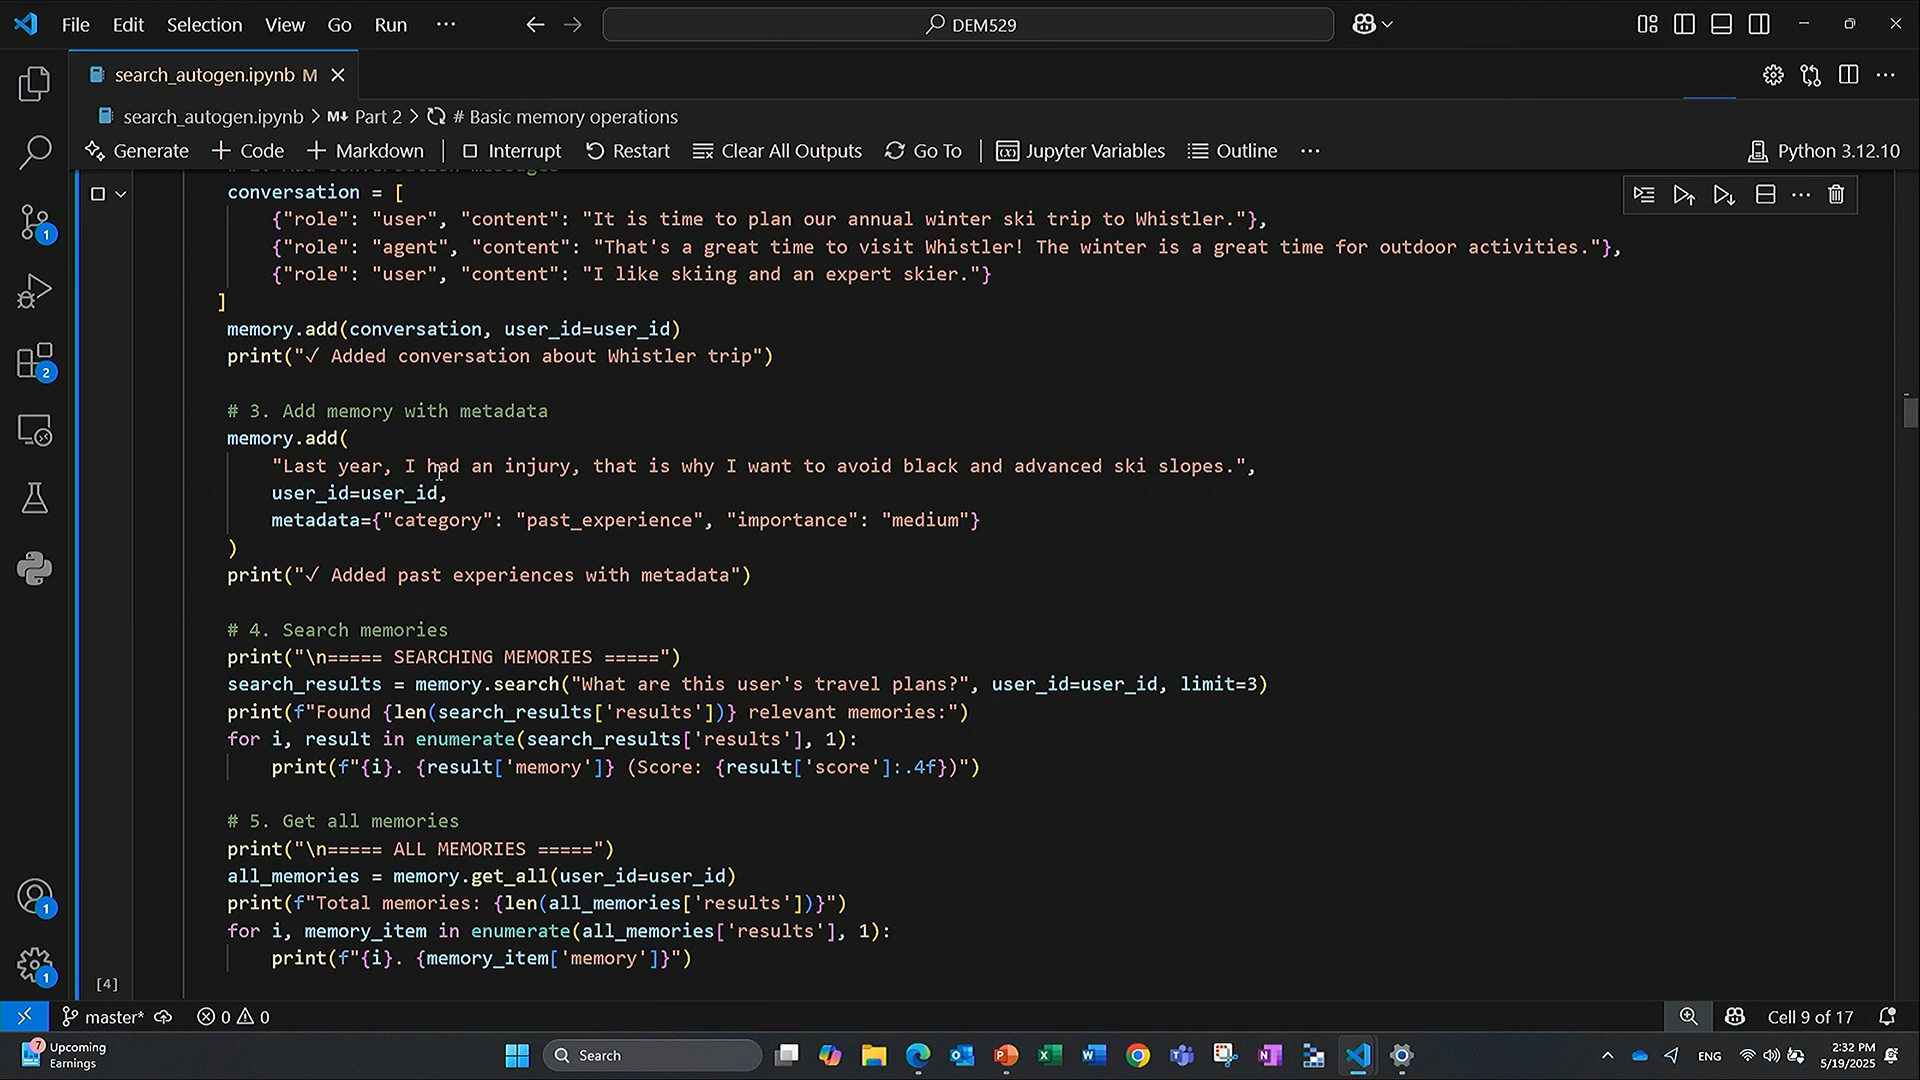 File Edit Selection View Go Run ··· DEM529
search_autogen.ipynb M
search_autogen.ipynb > M↓ Part 2 > # Basic memory operations
Generate + Code + Markdown Interrupt Restart Clear All Outputs Go To Jupyter Variables Outline ··· Python 3.12.10
conversation = [
{"role": "user", "content": "It is time to plan our annual winter ski trip to Whistler."},
{"role": "agent", "content": "That's a great time to visit Whistler! The winter is a great time for outdoor activities."},
{"role": "user", "content": "I like skiing and an expert skier."}
]
memory.add(conversation, user_id=user_id)
print("✓ Added conversation about Whistler trip")
# 3. Add memory with metadata
memory.add(
"Last year, I had an injury, that is why I want to avoid black and advanced ski slopes.",
user_id=user_id,
metadata={"category": "past_experience", "importance": "medium"}
)
print("✓ Added past experiences with metadata")
# 4. Search memories
print("\n===== SEARCHING MEMORIES =====")
search_results = memory.search("What are this user's travel plans?", user_id=user_id, limit=3)
print(f"Found {len(search_results['results'])} relevant memories:")
for i, result in enumerate(search_results['results'], 1):
print(f"{i}. {result['memory']} (Score: {result['score']:.4f})")
# 5. Get all memories
print("\n===== ALL MEMORIES =====")
all_memories = memory.get_all(user_id=user_id)
print(f"Total memories: {len(all_memories['results'])}")
for i, memory_item in enumerate(all_memories['results'], 1):
print(f"{i}. {memory_item['memory']}")
[4]
1
2
1
1
master* 0 0 Cell 9 of 17
7 Upcoming
Earnings
Search
ENG
2:32 PM
5/19/2025